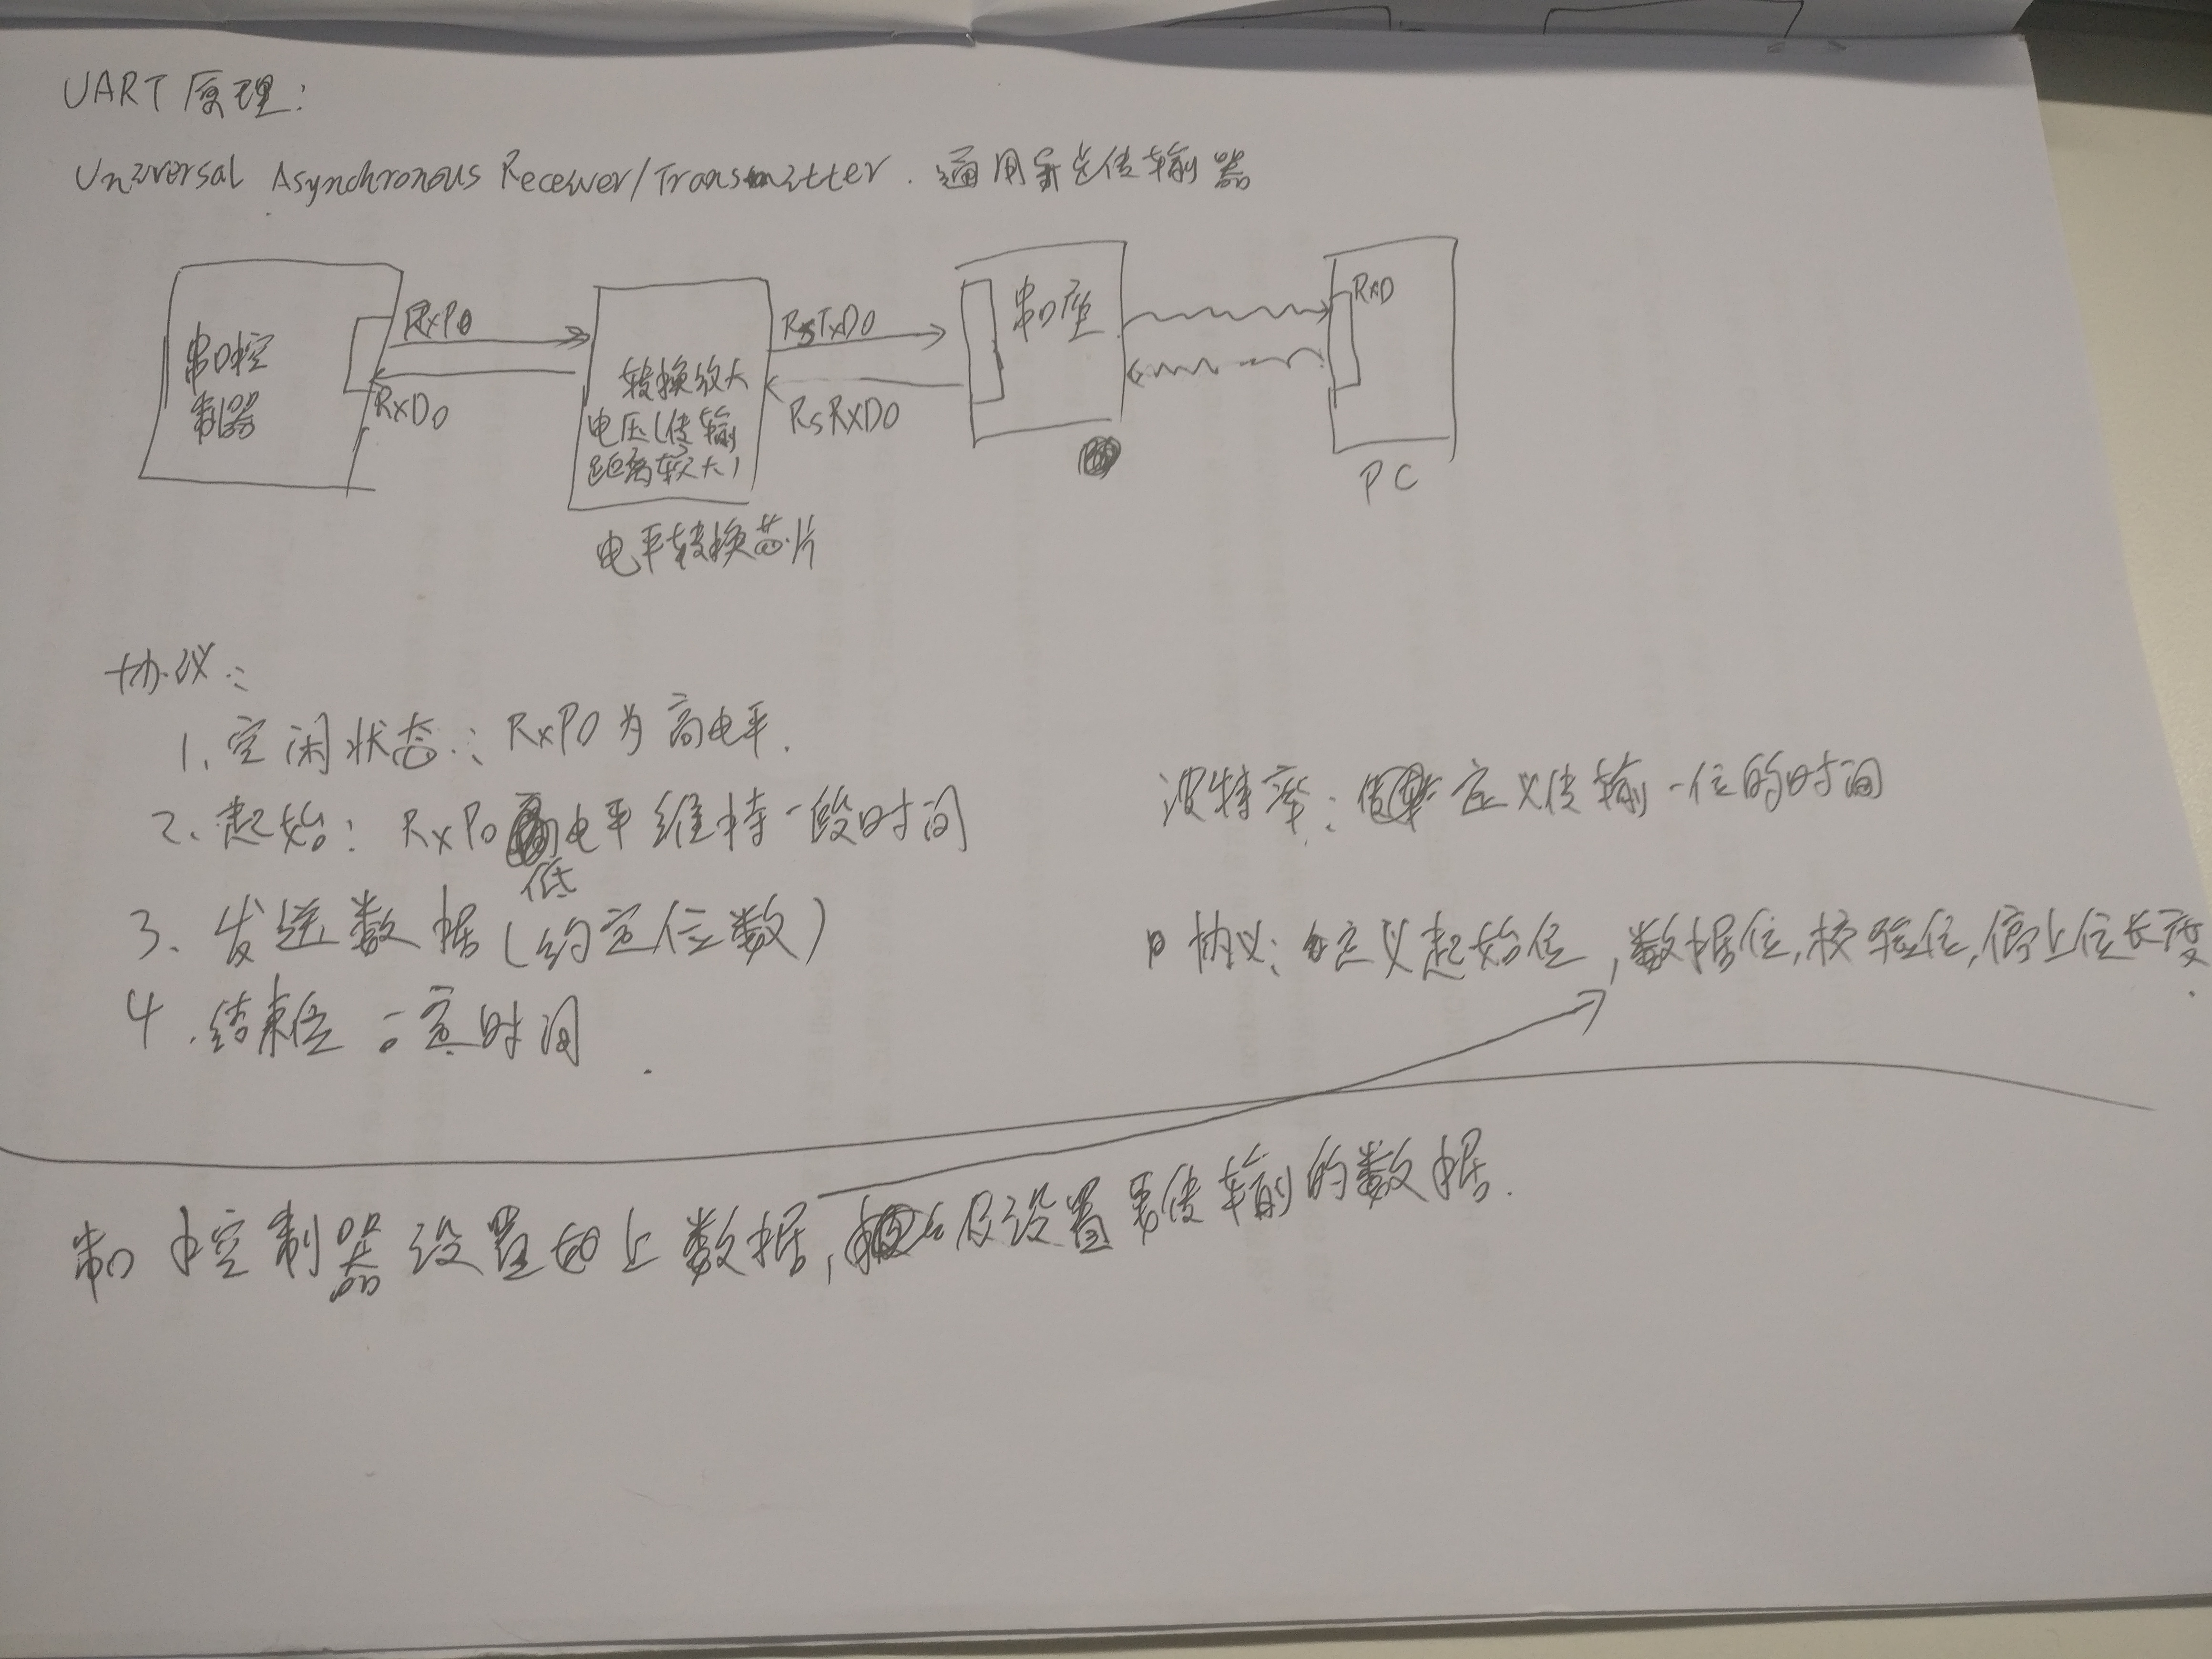 UART原理:
Universal Asynchronous Receiver/Transmitter. 通用异步传输器
串口控
制器
RxP0
RxD0
转换放大
电压(传输
距离较大)
电平转换芯片
RsTxD0
RsRXD0
串口座
RXD
PC
协议:
1. 空闲状态: RxP0为高电平.
2. 起始: RxP0 低电平维持一段时间
3. 发送数据(约定位数)
4. 结束位 一定时间
波特率: 定义传输一位的时间
协议: 定义起始位, 数据位, 校验位, 停止位长度.
串口控制器设置如上数据, 以及设置要传输的数据.